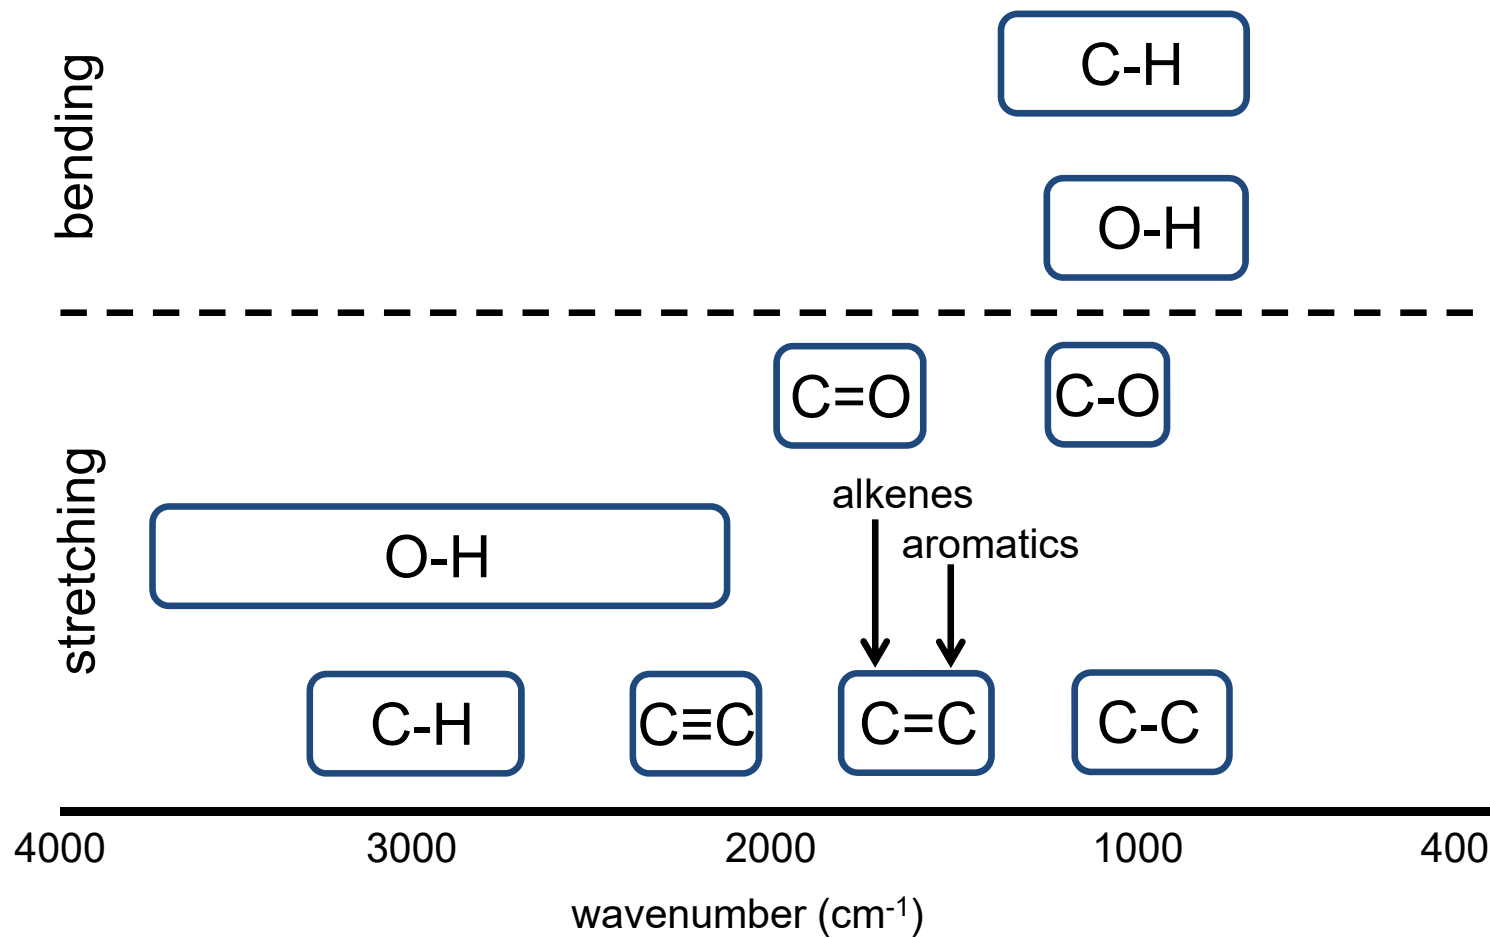 bending
C-H
O-H
stretching
C=O
C-O
alkenes
aromatics
O-H
C-H
C≡C
C=C
C-C
4000 3000 2000 1000 400
wavenumber (cm⁻¹)